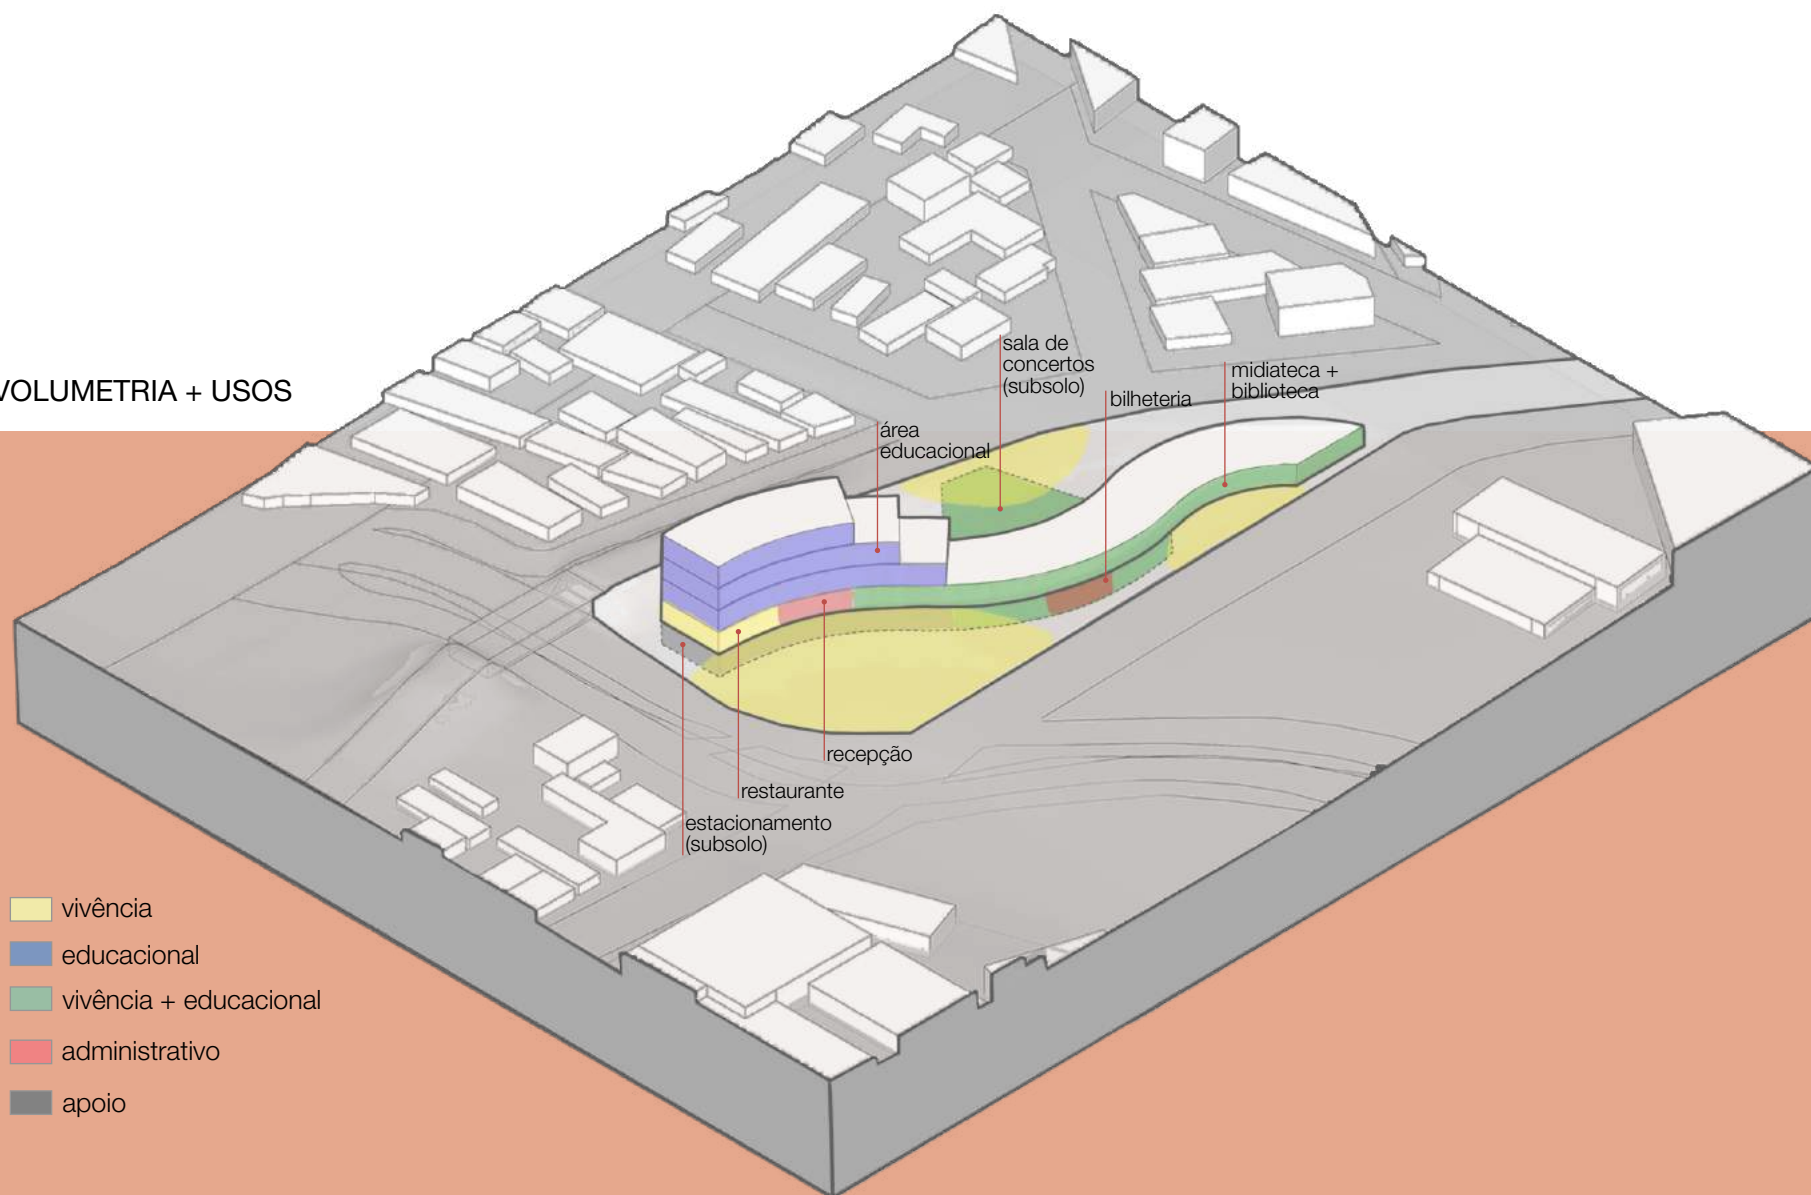 VOLUMETRIA + USOS
sala de
concertos
(subsolo)
bilheteria
midiateca +
biblioteca
área
educacional
recepção
restaurante
estacionamento
(subsolo)
vivência
educacional
vivência + educacional
administrativo
apoio